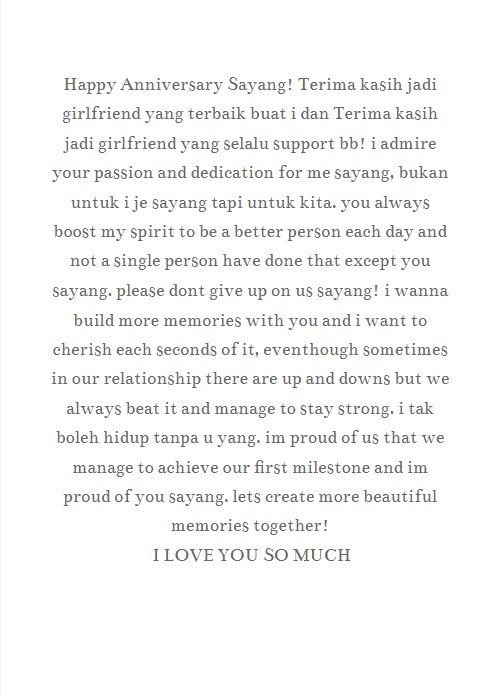 Happy Anniversary Sayang! Terima kasih jadi
girlfriend yang terbaik buat i dan Terima kasih
jadi girlfriend yang selalu support bb! i admire
your passion and dedication for me sayang, bukan
untuk i je sayang tapi untuk kita. you always
boost my spirit to be a better person each day and
not a single person have done that except you
sayang. please dont give up on us sayang! i wanna
build more memories with you and i want to
cherish each seconds of it, eventhough sometimes
in our relationship there are up and downs but we
always beat it and manage to stay strong. i tak
boleh hidup tanpa u yang. im proud of us that we
manage to achieve our first milestone and im
proud of you sayang. lets create more beautiful
memories together!
I LOVE YOU SO MUCH